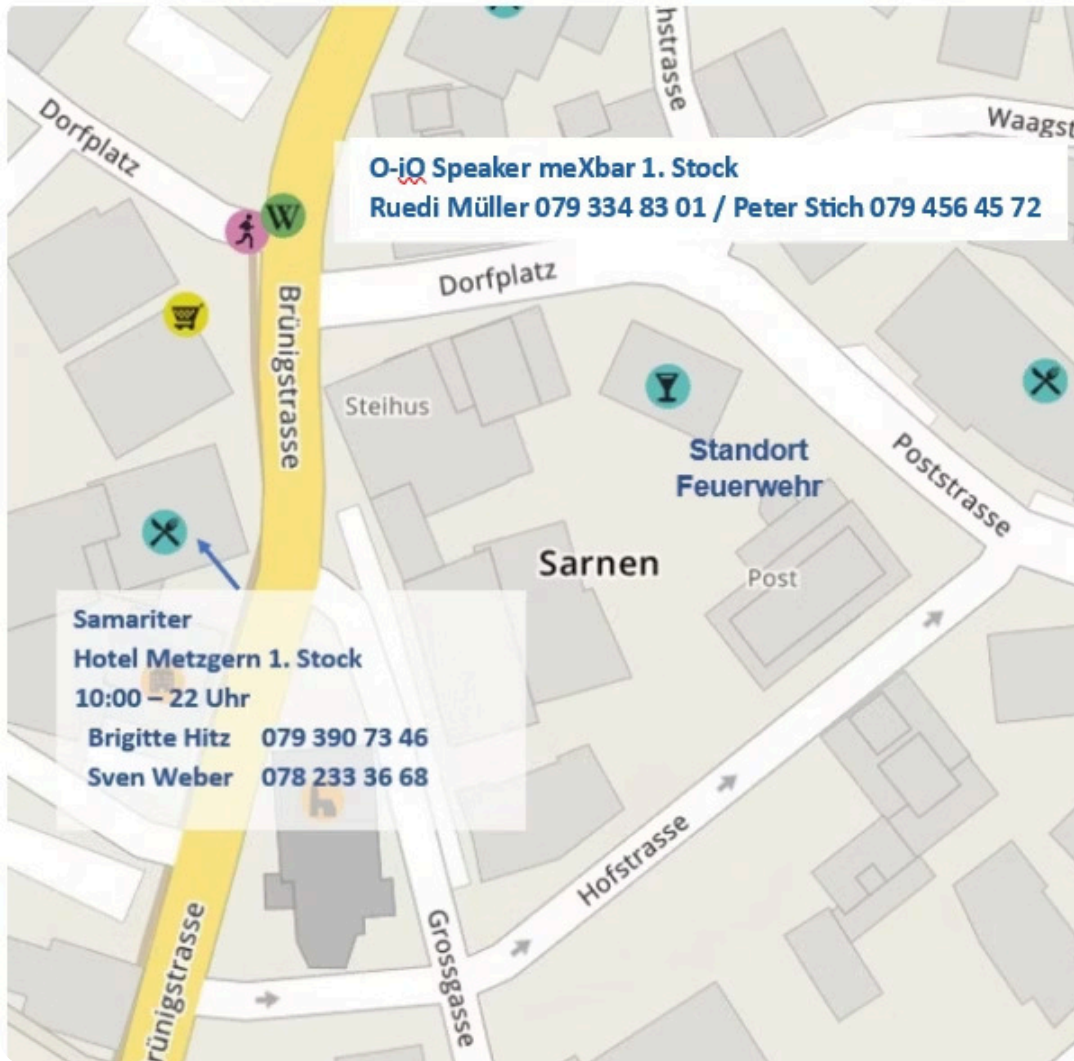 hstrasse
Dorfplatz
Waagst
O-iO Speaker meXbar 1. Stock
Ruedi Müller 079 334 83 01 / Peter Stich 079 456 45 72
W
Dorfplatz
Brünigstrasse
Steihus
Standort
Feuerwehr
Poststrasse
Sarnen
Post
Samariter
Hotel Metzgern 1. Stock
10:00 – 22 Uhr
Brigitte Hitz 079 390 73 46
Sven Weber 078 233 36 68
Hofstrasse
Grossgasse
rünigstrasse